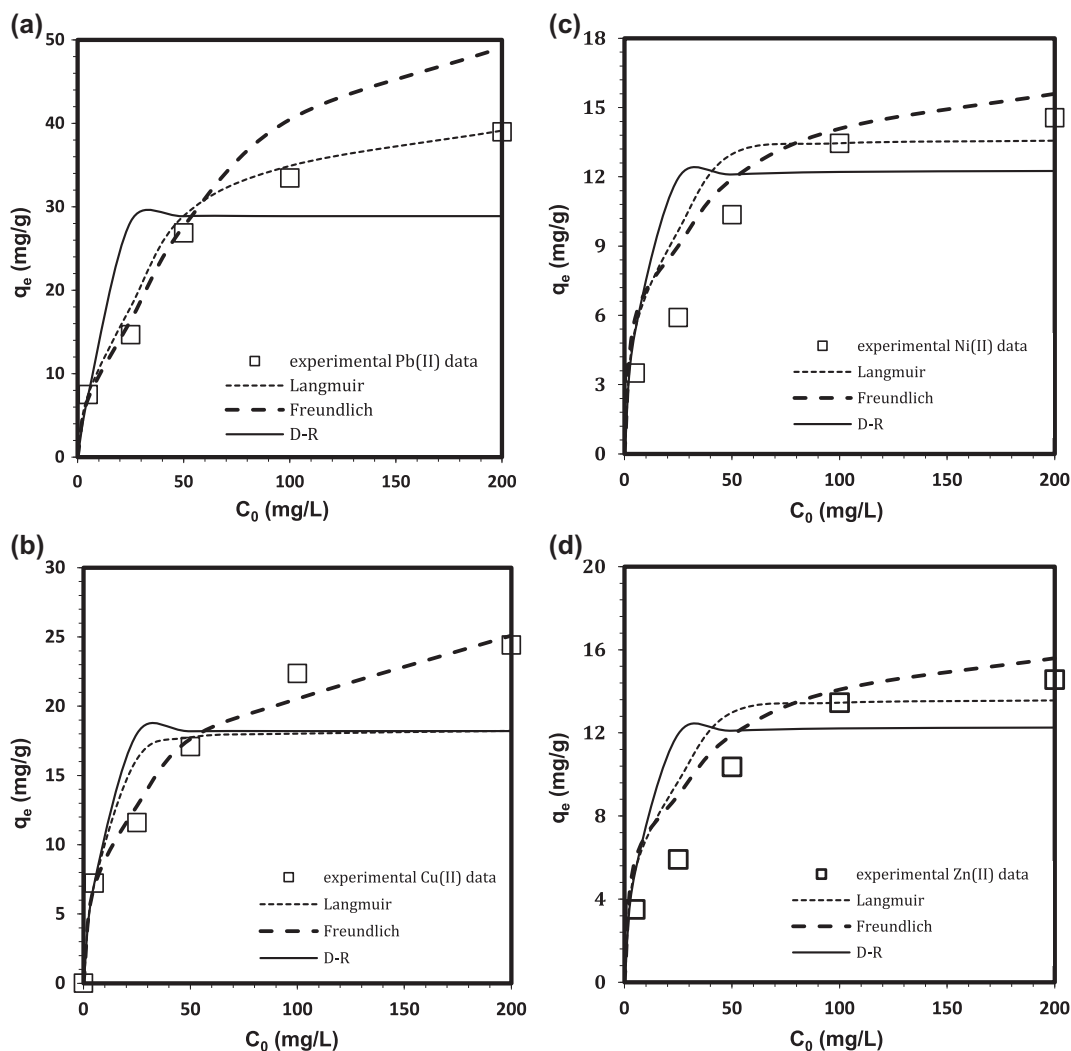 (a)
50
40
30
20
10
0
qe (mg/g)
experimental Pb(II) data
Langmuir
Freundlich
D-R
0 50 100 150 200
C0 (mg/L)
(c)
18
15
12
9
6
3
0
qe (mg/g)
experimental Ni(II) data
Langmuir
Freundlich
D-R
0 50 100 150 200
C0 (mg/L)
(b)
30
25
20
15
10
5
0
qe (mg/g)
experimental Cu(II) data
Langmuir
Freundlich
D-R
0 50 100 150 200
C0 (mg/L)
(d)
20
16
12
8
4
0
qe (mg/g)
experimental Zn(II) data
Langmuir
Freundlich
D-R
0 50 100 150 200
C0 (mg/L)